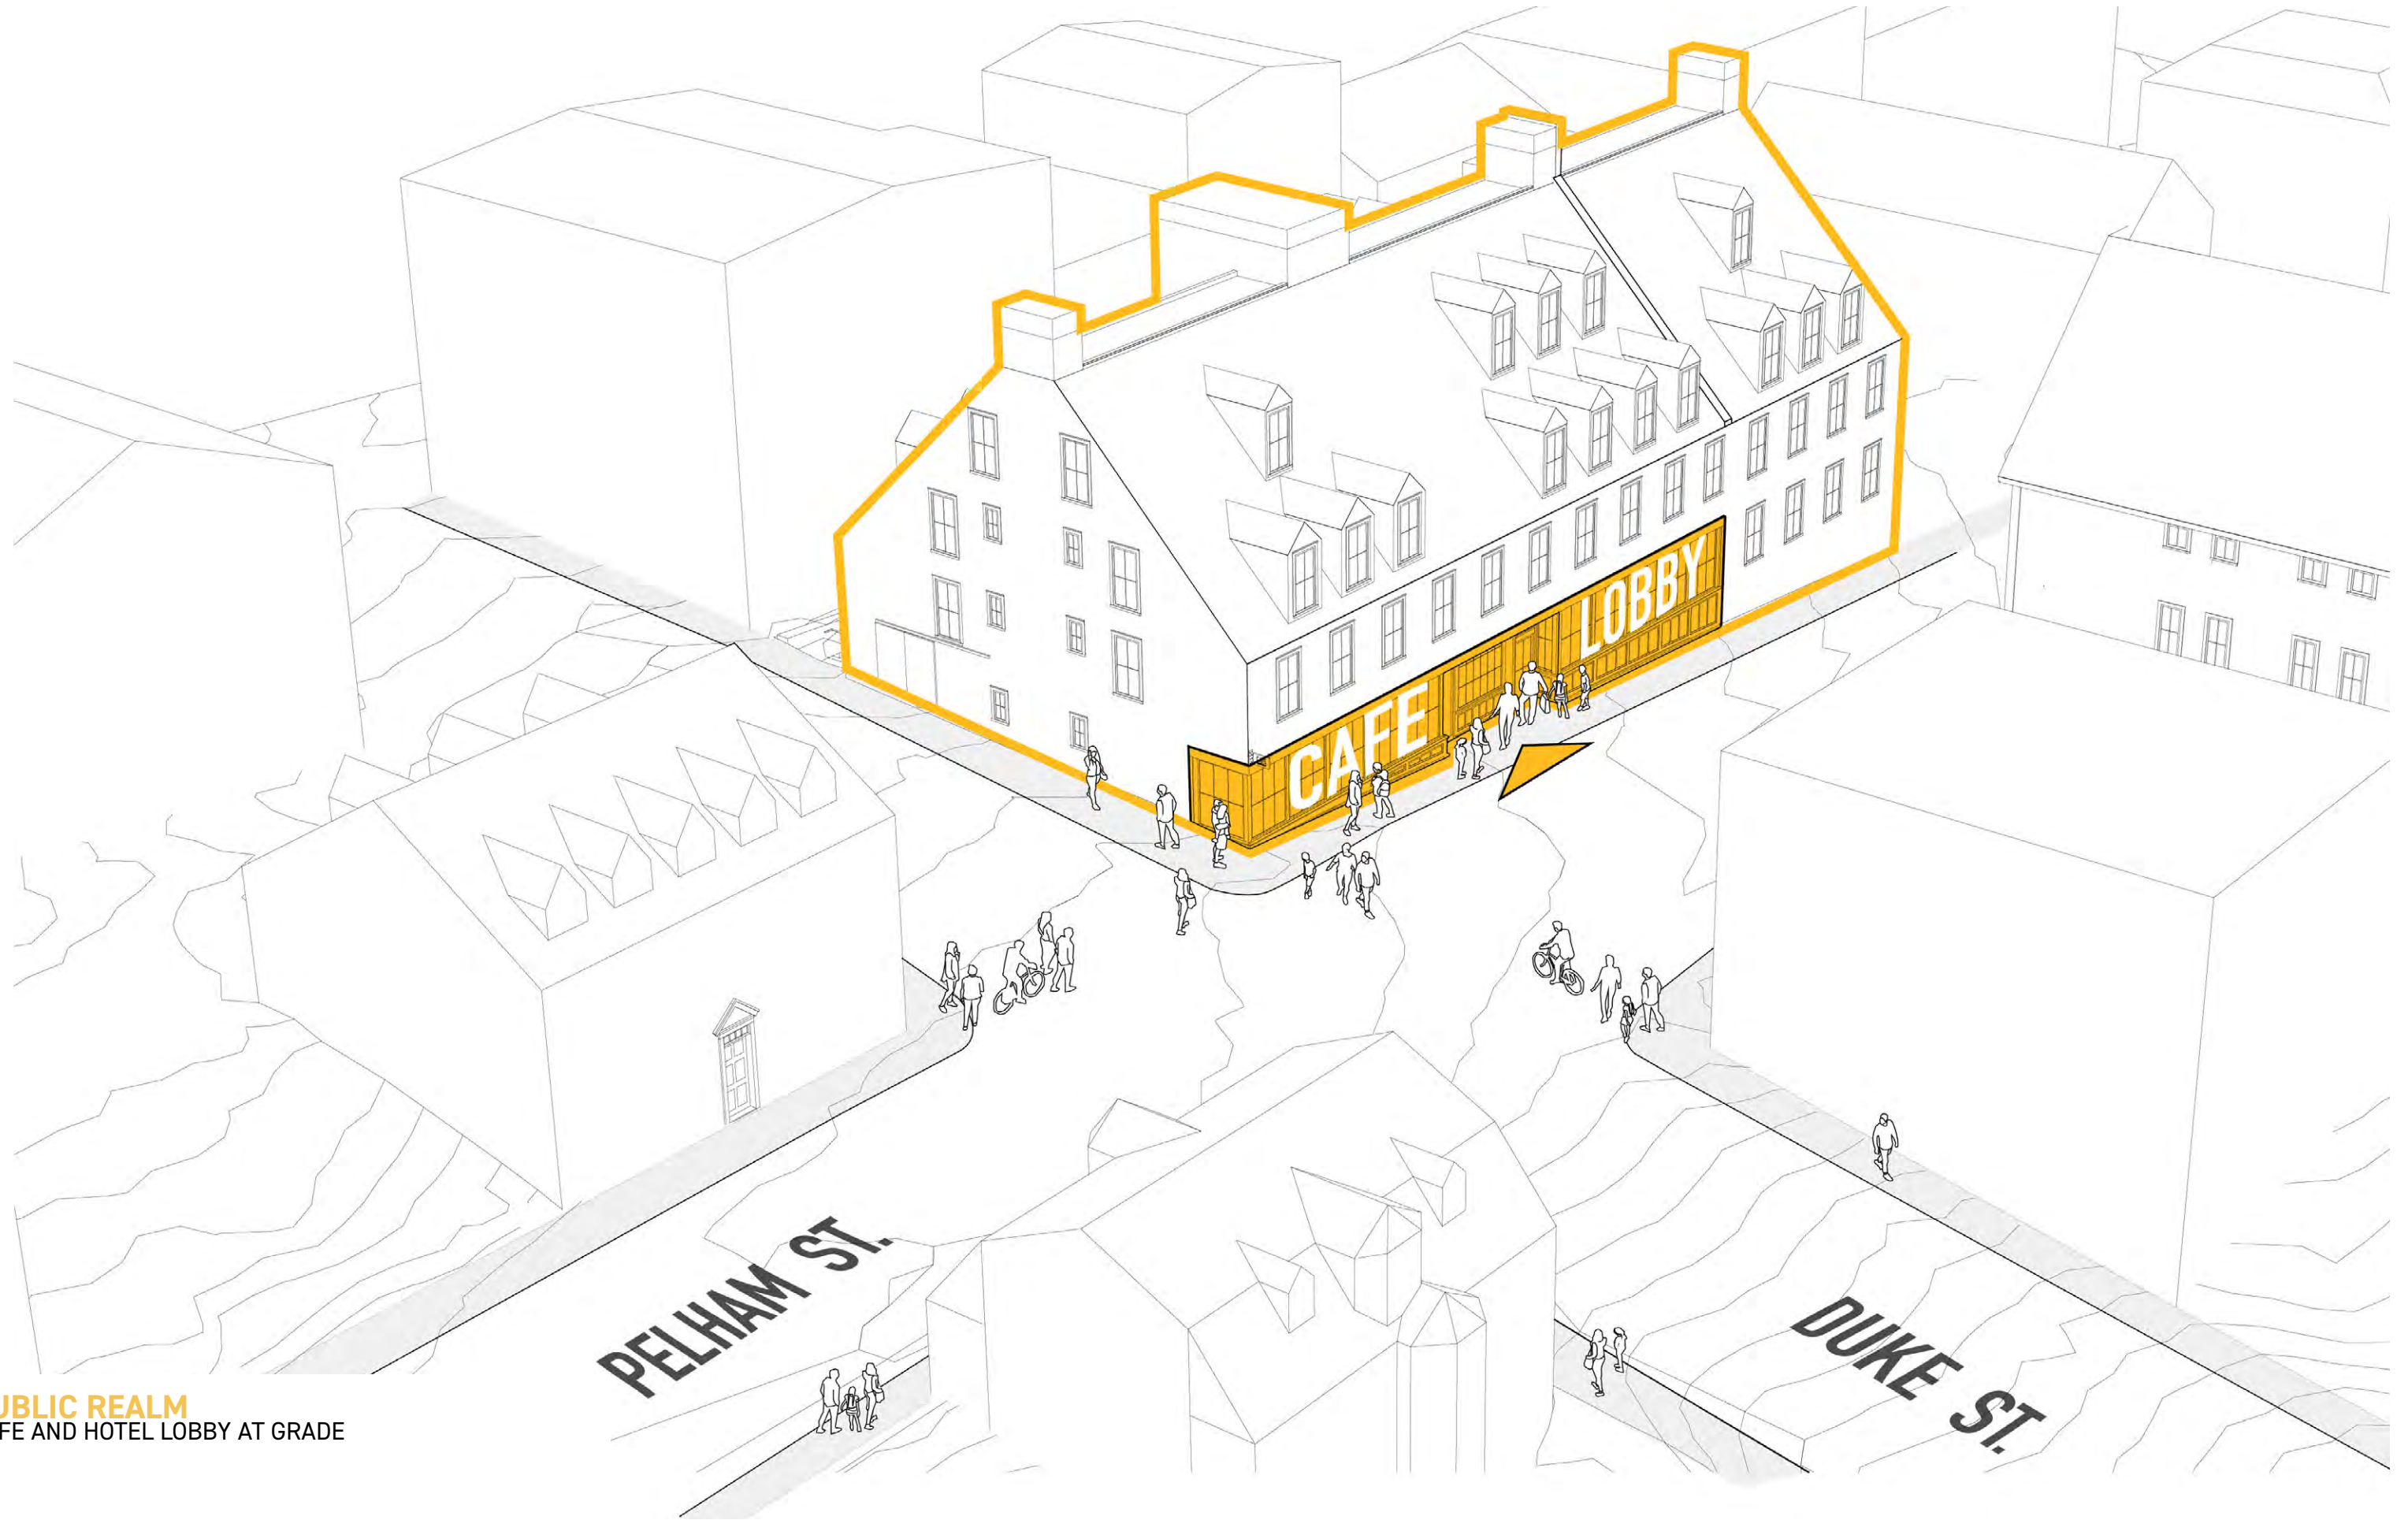 LOBBY
CAFE
PELHAM ST.
DUKE ST.
UBLIC REALM
FE AND HOTEL LOBBY AT GRADE